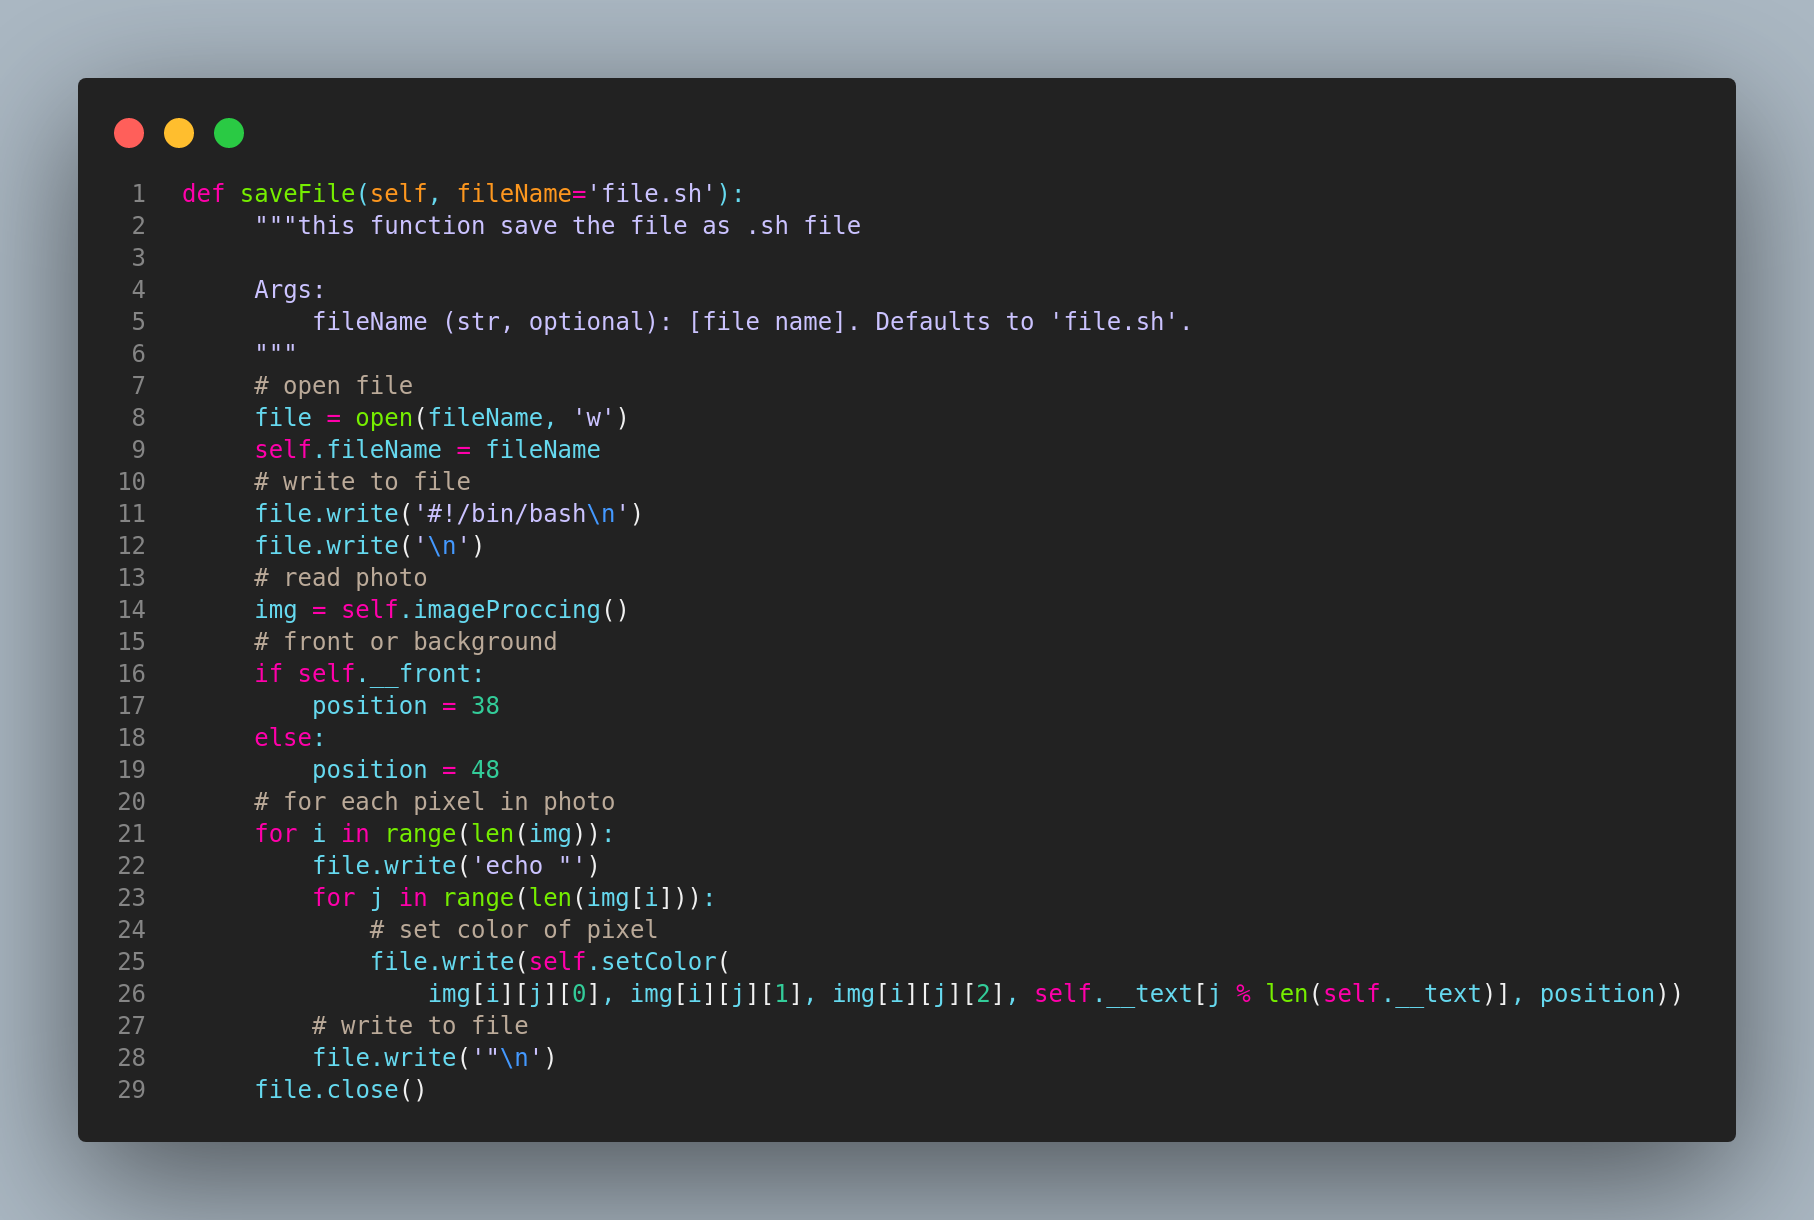 1 def saveFile(self, fileName='file.sh'):
2 """this function save the file as .sh file
3
4 Args:
5 fileName (str, optional): [file name]. Defaults to 'file.sh'.
6 """
7 # open file
8 file = open(fileName, 'w')
9 self.fileName = fileName
10 # write to file
11 file.write('#!/bin/bash\n')
12 file.write('\n')
13 # read photo
14 img = self.imageProccing()
15 # front or background
16 if self.__front:
17 position = 38
18 else:
19 position = 48
20 # for each pixel in photo
21 for i in range(len(img)):
22 file.write('echo "')
23 for j in range(len(img[i])):
24 # set color of pixel
25 file.write(self.setColor(
26 img[i][j][0], img[i][j][1], img[i][j][2], self.__text[j % len(self.__text)], position))
27 # write to file
28 file.write('"\n')
29 file.close()